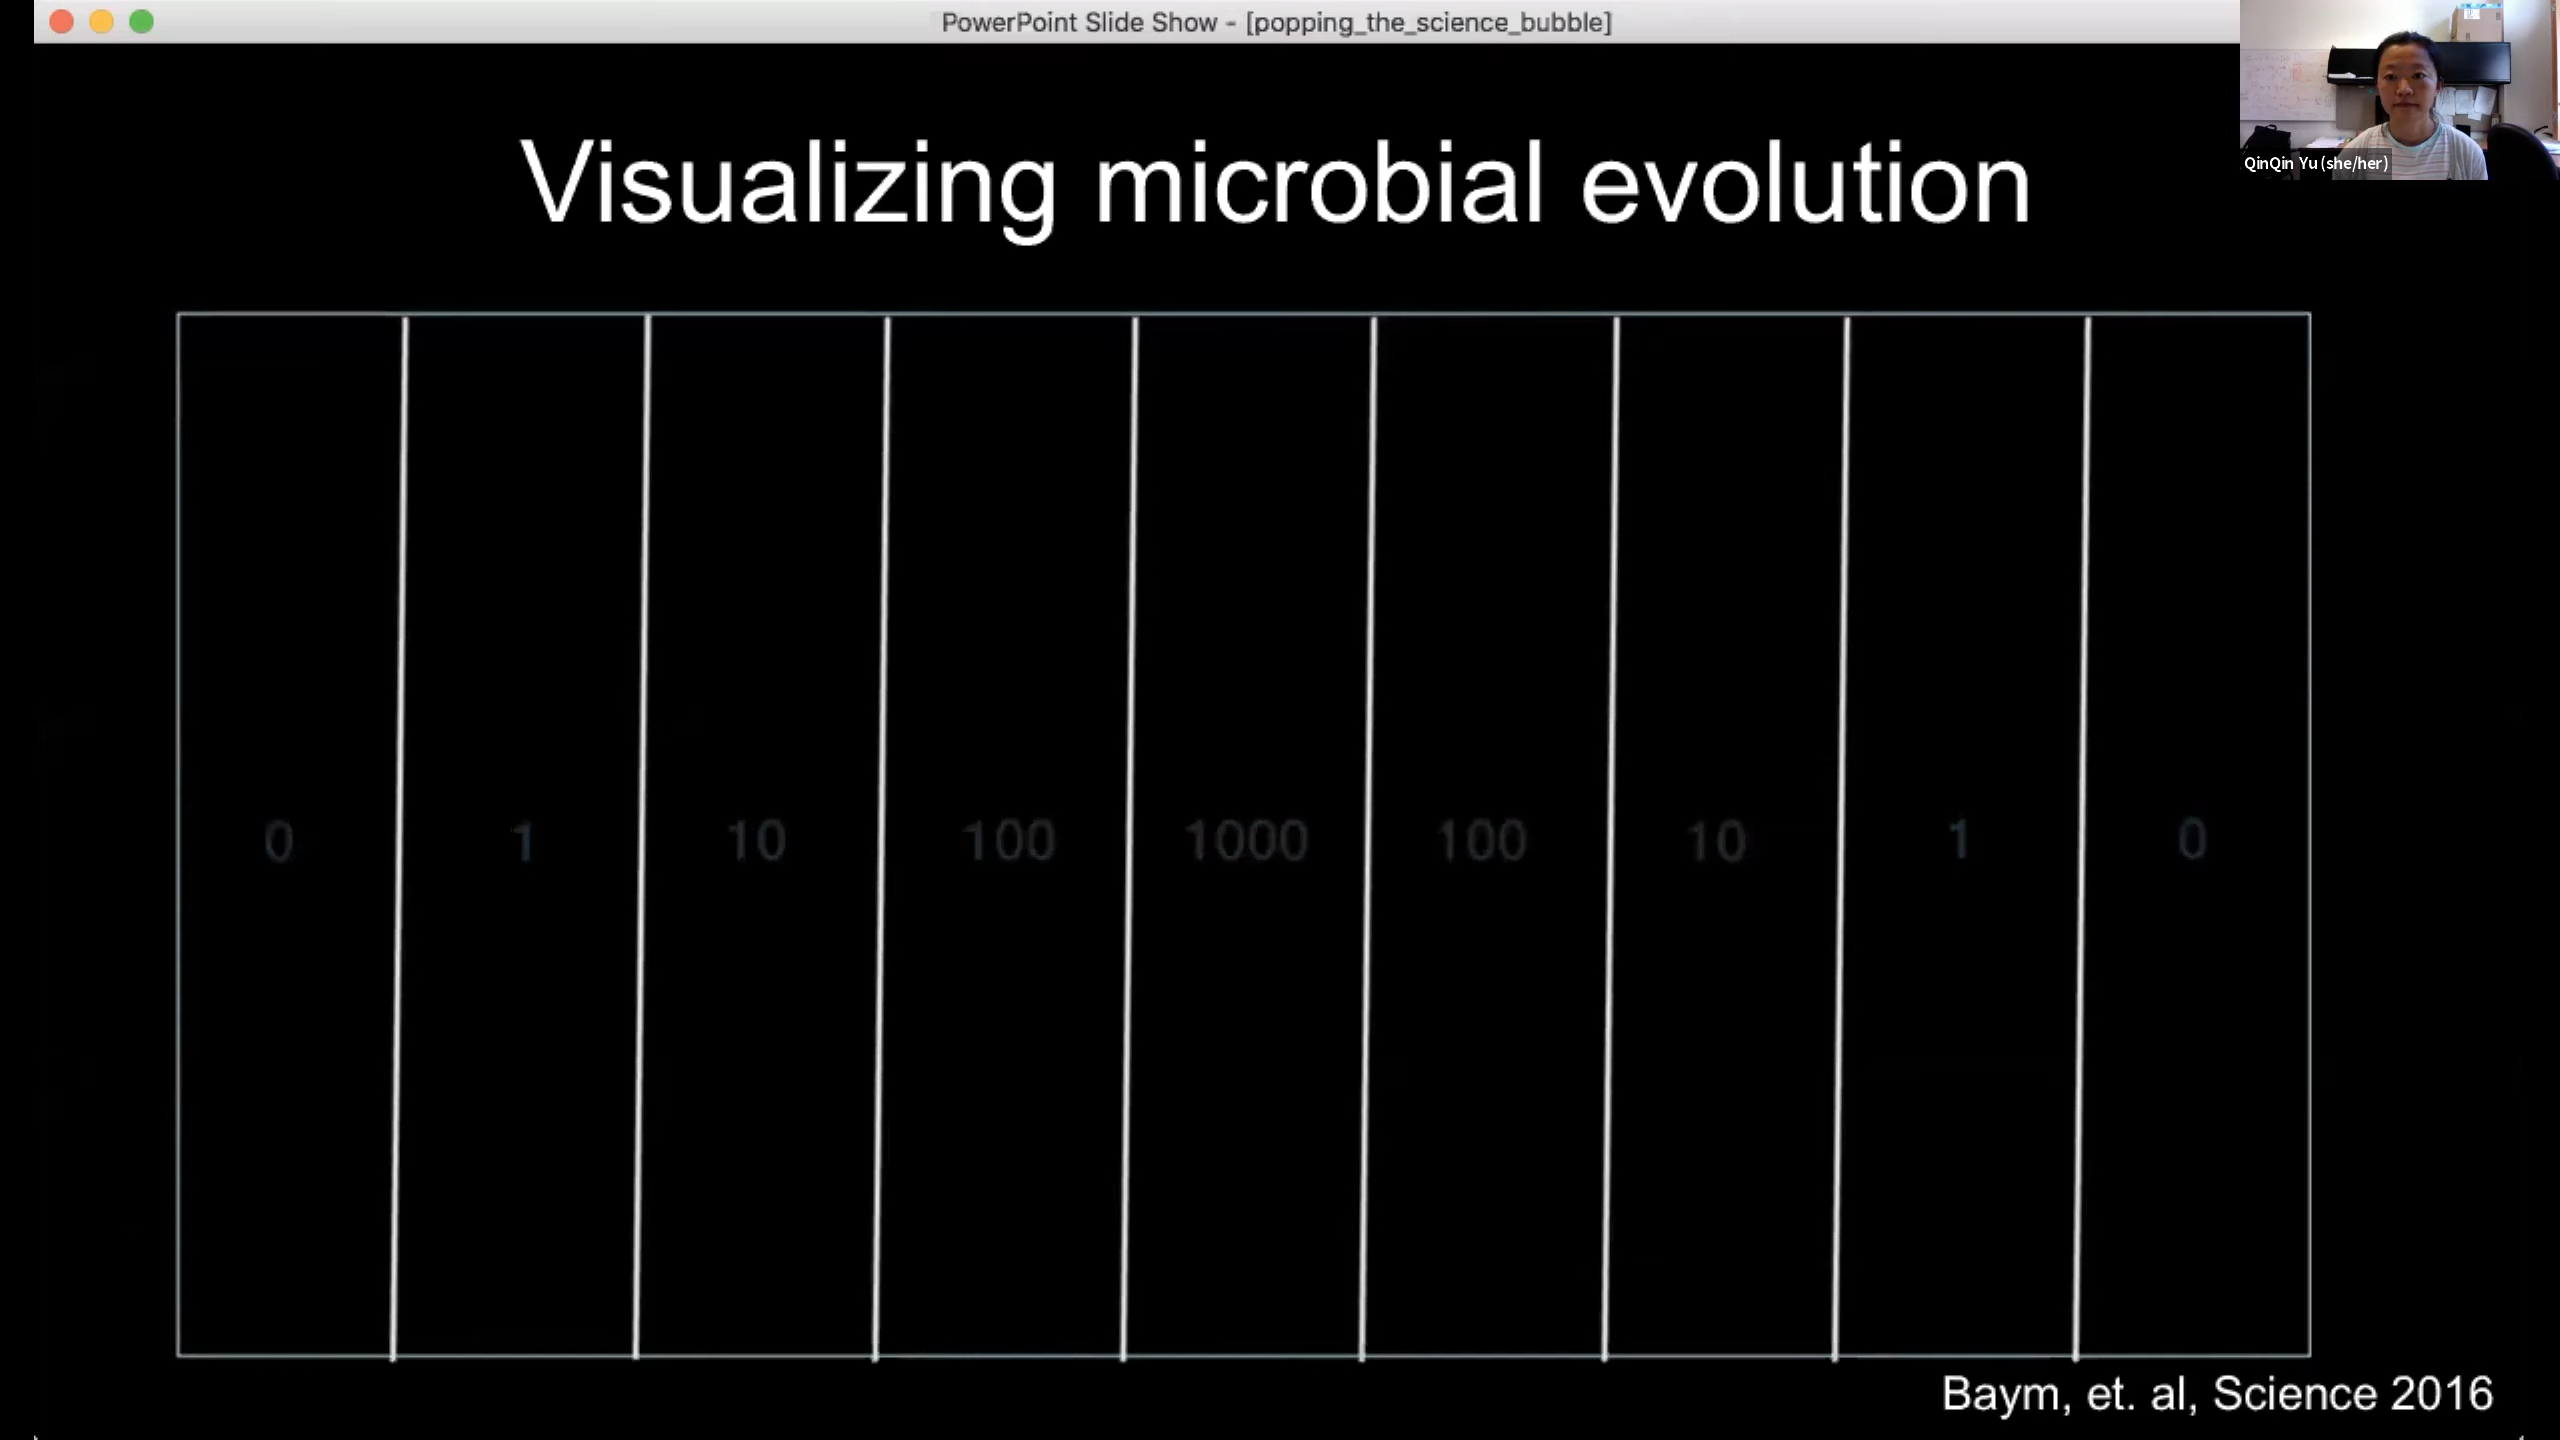 PowerPoint Slide Show - [popping_the_science_bubble]
QinQin Yu (she/her)
Visualizing microbial evolution
0 1 10 100 1000 100 10 1 0
Baym, et. al, Science 2016